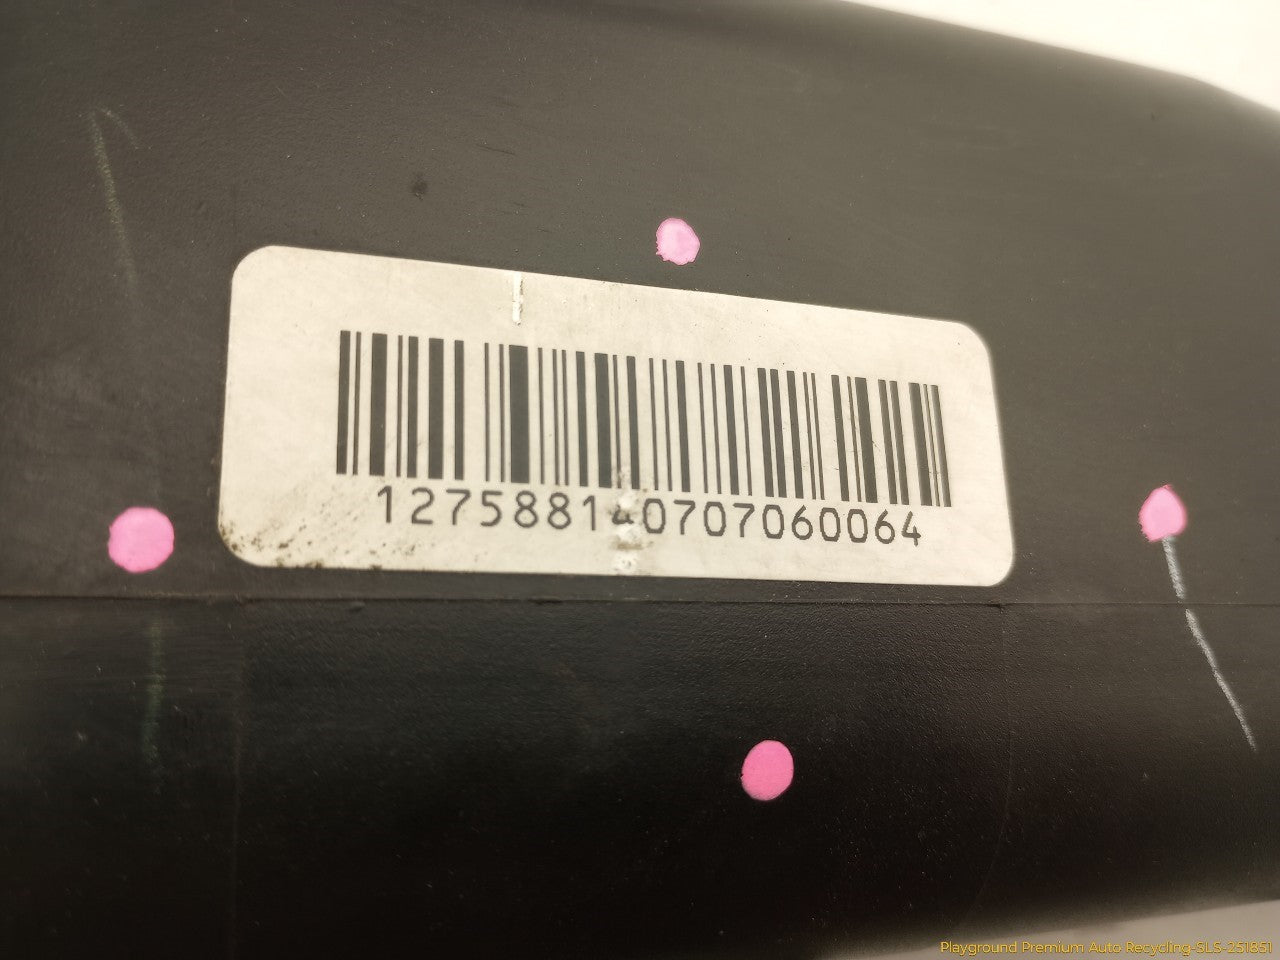 127588140707060064
Playground Premium Auto Recycling-SLS-251851